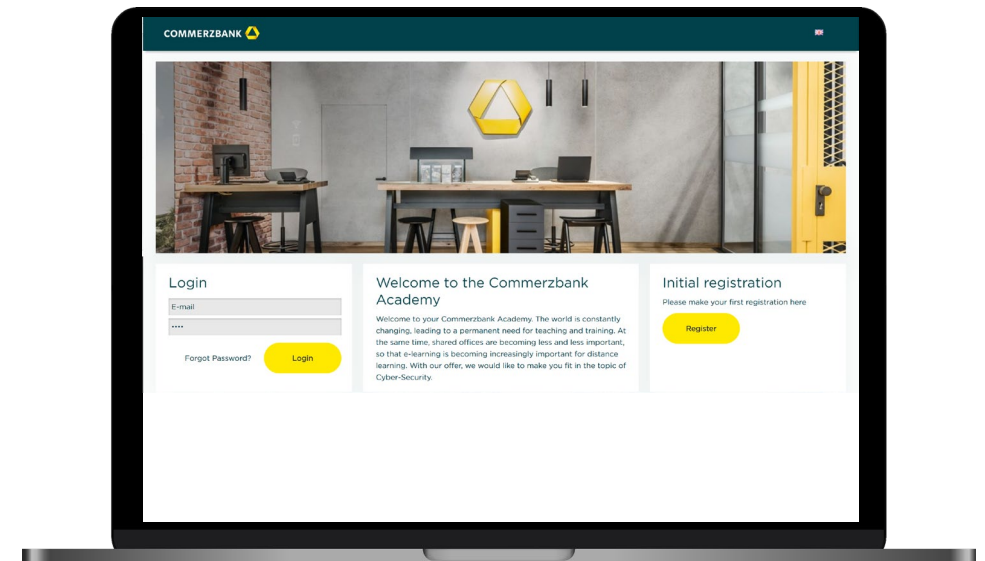 COMMERZBANK
Login
E-mail
••••
Forgot Password?
Login
Welcome to the Commerzbank
Academy
Welcome to your Commerzbank Academy. The world is constantly
changing, leading to a permanent need for teaching and training. At
the same time, shared offices are becoming less and less important,
so that e-learning is becoming increasingly important for distance
learning. With our offer, we would like to make you fit in the topic of
Cyber-Security.
Initial registration
Please make your first registration here
Register